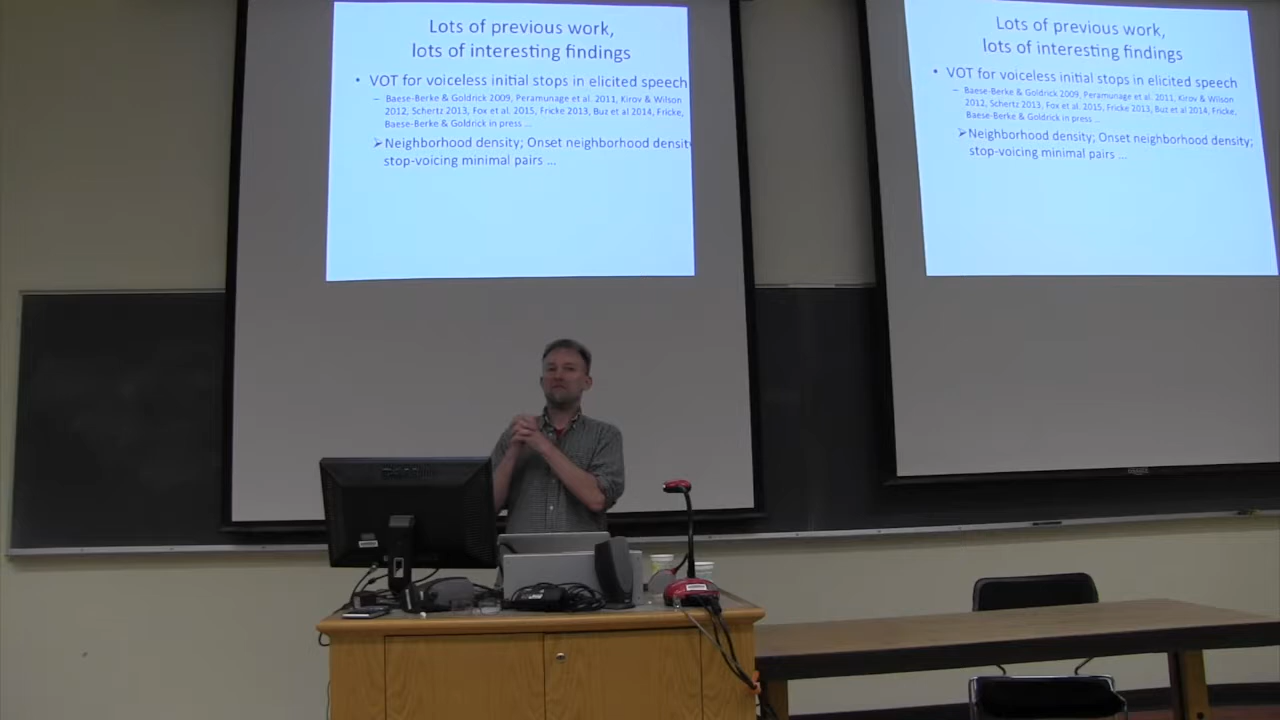 Lots of previous work,
lots of interesting findings
• VOT for voiceless initial stops in elicited speech
– Baese-Berke & Goldrick 2009, Peramunage et al. 2011, Kirov & Wilson
2012, Schertz 2013, Fox et al. 2015, Fricke 2013, Buz et al 2014, Fricke,
Baese-Berke & Goldrick in press ...
➢Neighborhood density; Onset neighborhood densit
stop-voicing minimal pairs ...
Lots of previous work,
lots of interesting findings
• VOT for voiceless initial stops in elicited speech
– Baese-Berke & Goldrick 2009, Peramunage et al. 2011, Kirov & Wilson
2012, Schertz 2013, Fox et al. 2015, Fricke 2013, Buz et al 2014, Fricke,
Baese-Berke & Goldrick in press ...
➢Neighborhood density; Onset neighborhood density;
stop-voicing minimal pairs ...